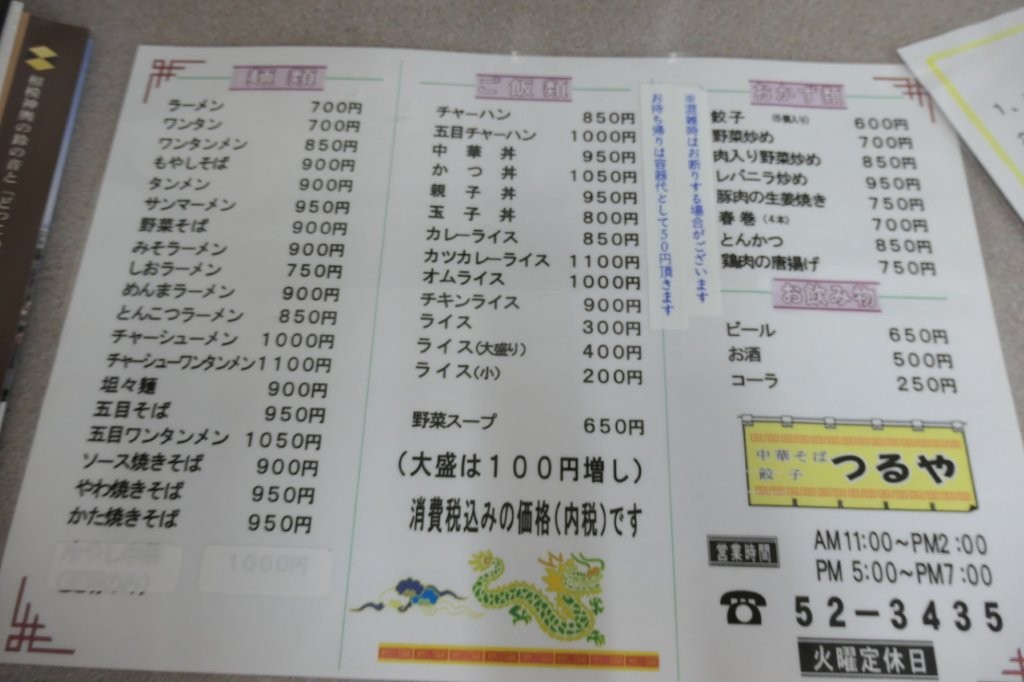 麺類
ラーメン 700円
ワンタン 700円
ワンタンメン 850円
もやしそば 900円
タンメン 900円
サンマーメン 950円
野菜そば 900円
みそラーメン 900円
しおラーメン 750円
めんまラーメン 900円
とんこつラーメン 850円
チャーシューメン 1000円
チャーシューワンタンメン 1100円
坦々麺 900円
五目そば 950円
五目ワンタンメン 1050円
ソース焼きそば 900円
やわ焼きそば 950円
かた焼きそば 950円
1000円
ご飯類
チャーハン 850円
五目チャーハン 1000円
中華丼 950円
かつ丼 1050円
親子丼 950円
玉子丼 800円
カレーライス 850円
カツカレーライス 1100円
オムライス 1000円
チキンライス 900円
ライス 300円
ライス(大盛り) 400円
ライス(小) 200円
野菜スープ 650円
(大盛は100円増し)
消費税込みの価格(内税)です
※混雑時はお断りする場合がございます
お持ち帰りは容器代として50円頂きます
おかず類
餃子 600円
野菜炒め 700円
肉入り野菜炒め 850円
レバニラ炒め 950円
豚肉の生姜焼き 750円
春巻(4本) 700円
とんかつ 850円
鶏肉の唐揚げ 750円
お飲み物
ビール 650円
お酒 500円
コーラ 250円
中華そば
餃子
つるや
営業時間
AM11:00~PM2:00
PM 5:00~PM7:00
☎ 52-3435
火曜定休日